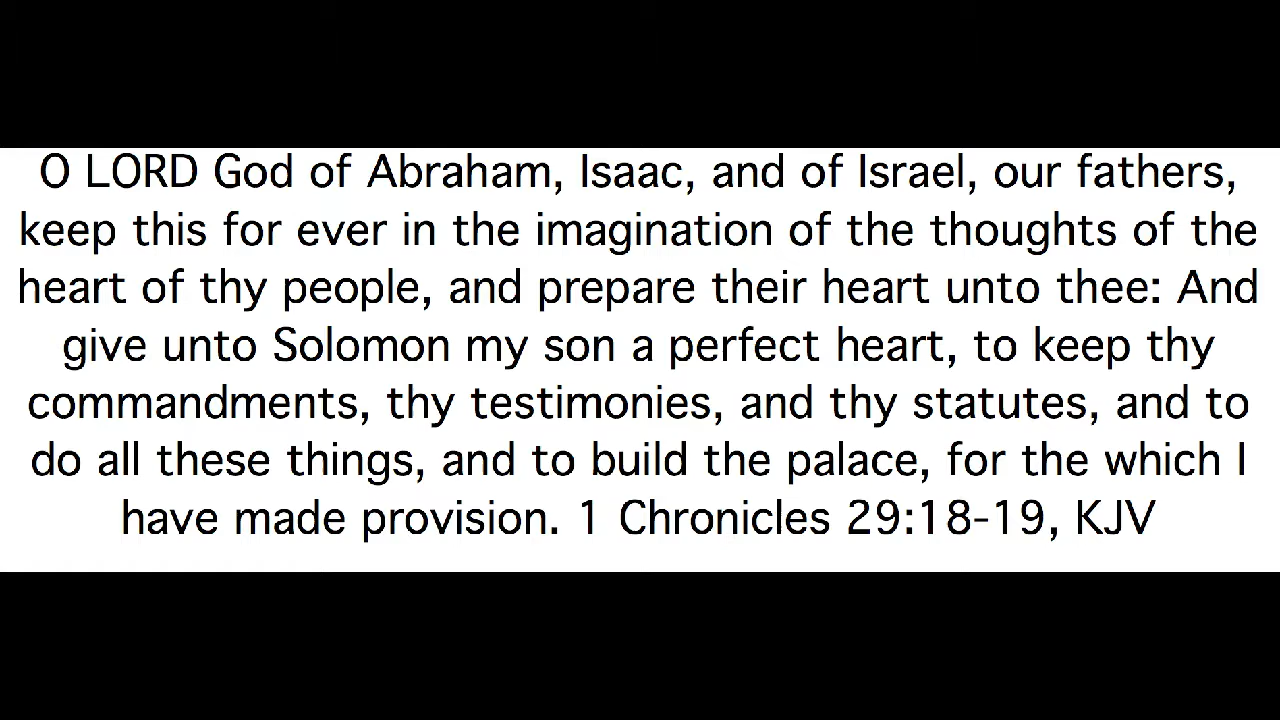 O LORD God of Abraham, Isaac, and of Israel, our fathers,
keep this for ever in the imagination of the thoughts of the
heart of thy people, and prepare their heart unto thee: And
give unto Solomon my son a perfect heart, to keep thy
commandments, thy testimonies, and thy statutes, and to
do all these things, and to build the palace, for the which I
have made provision. 1 Chronicles 29:18-19, KJV